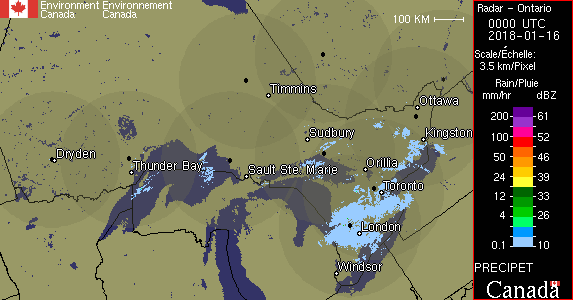 Environment Environnement
Canada Canada
100 KM
Timmins
Ottawa
Sudbury
Kingston
Dryden
Thunder Bay
Sault Ste. Marie
Orillia
Toronto
London
Windsor
Radar - Ontario
0000 UTC
2018-01-16
Scale/Échelle:
3.5 km/Pixel
Rain/Pluie
mm/hr dBZ
200 61
100 52
50 46
24 39
12 33
4 26
0.1 10
PRECIPET
Canada